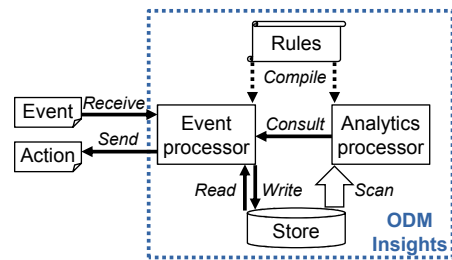 Rules
Compile
Event
Receive
Event
processor
Consult
Analytics
processor
Action
Send
Read
Write
Scan
Store
ODM
Insights